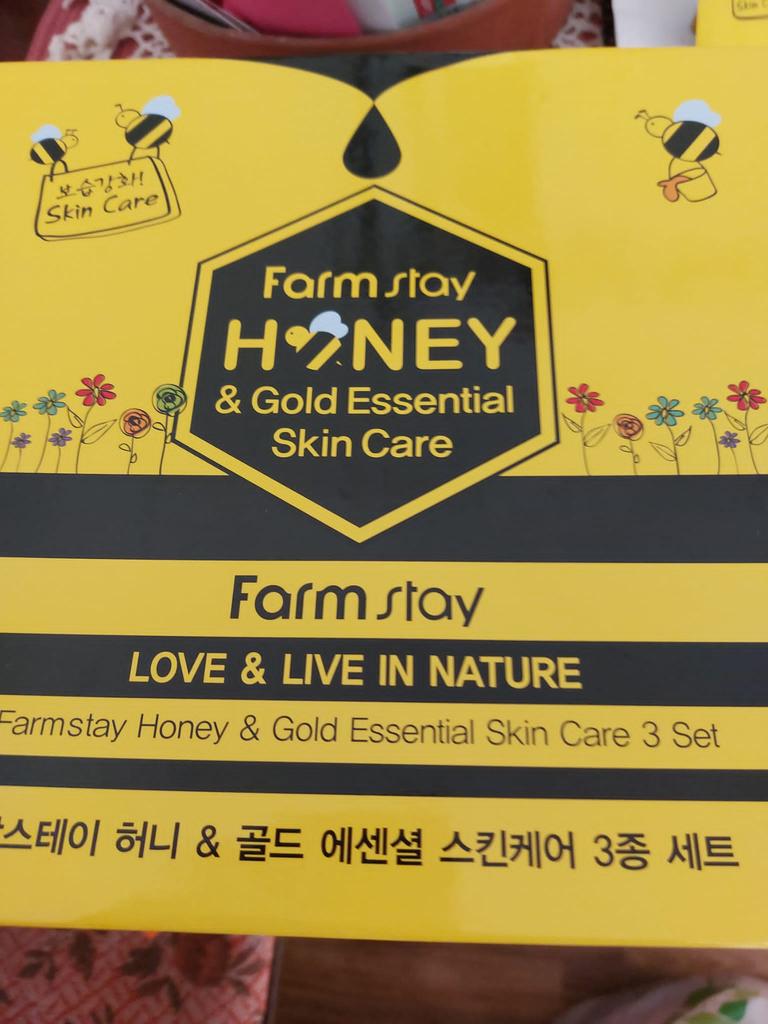 보습강화!
Skin Care
Farm stay
HONEY
& Gold Essential
Skin Care
Farm stay
LOVE & LIVE IN NATURE
Farmstay Honey & Gold Essential Skin Care 3 Set
스테이 허니 & 골드 에센셜 스킨케어 3종 세트